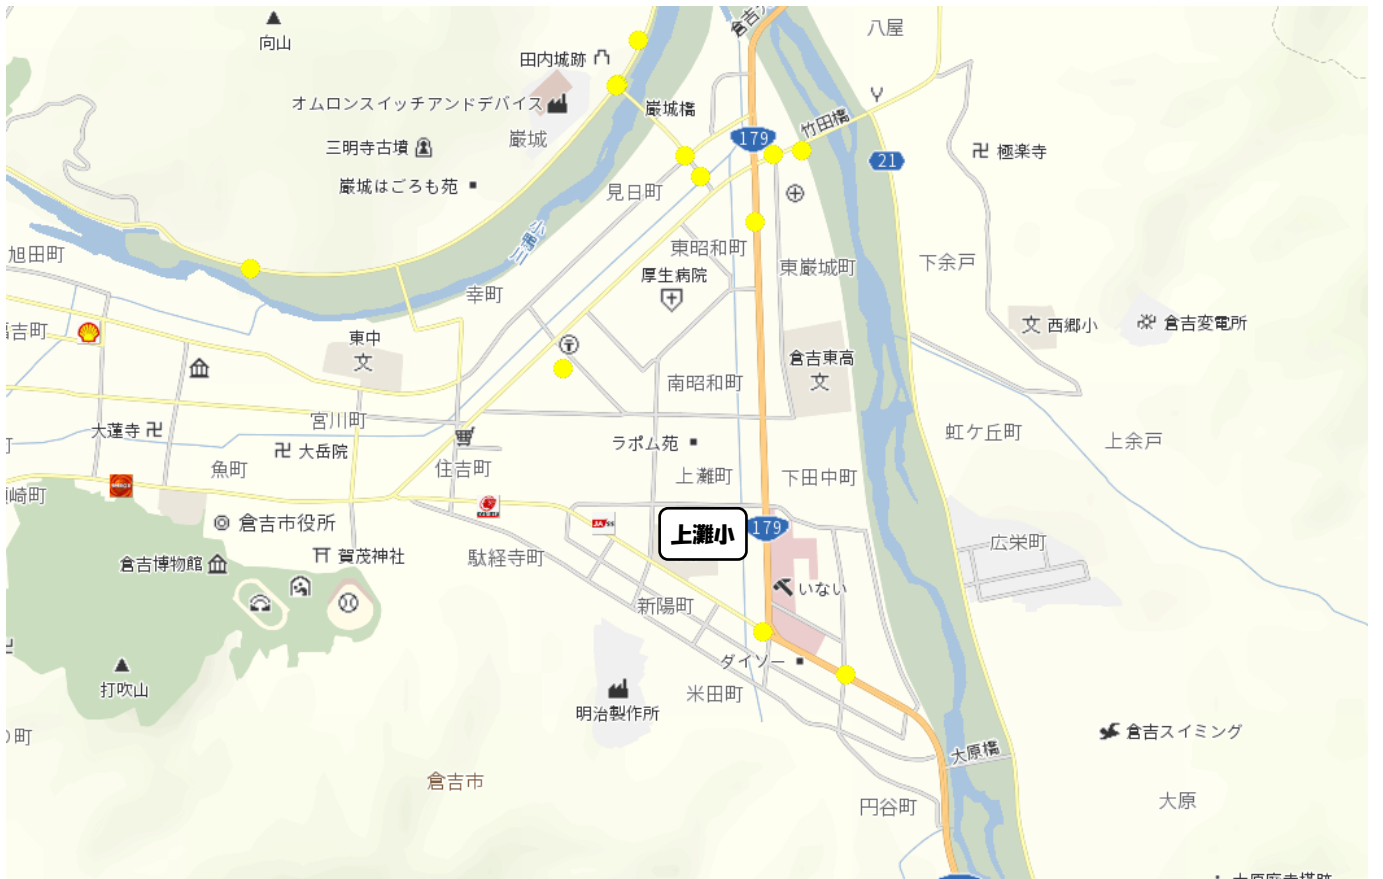 向山
八屋
田内城跡
オムロンスイッチアンドデバイス
巌城橋
巌城
179
竹田橋
三明寺古墳
21
極楽寺
巌城はごろも苑
見日町
旭田町
小鴨川
東昭和町
東巌城町
下余戸
厚生病院
幸町
西郷小
倉吉変電所
東中
文
文
倉吉東高
文
南昭和町
宮川町
大蓮寺
大岳院
ラポム苑
虹ケ丘町
上余戸
魚町
住吉町
上灘町
下田中町
倉吉市役所
上灘小
179
JA-SS
広栄町
倉吉博物館
賀茂神社
駄経寺町
いない
新陽町
ダイソー
打吹山
米田町
明治製作所
倉吉スイミング
大原橋
倉吉市
円谷町
大原